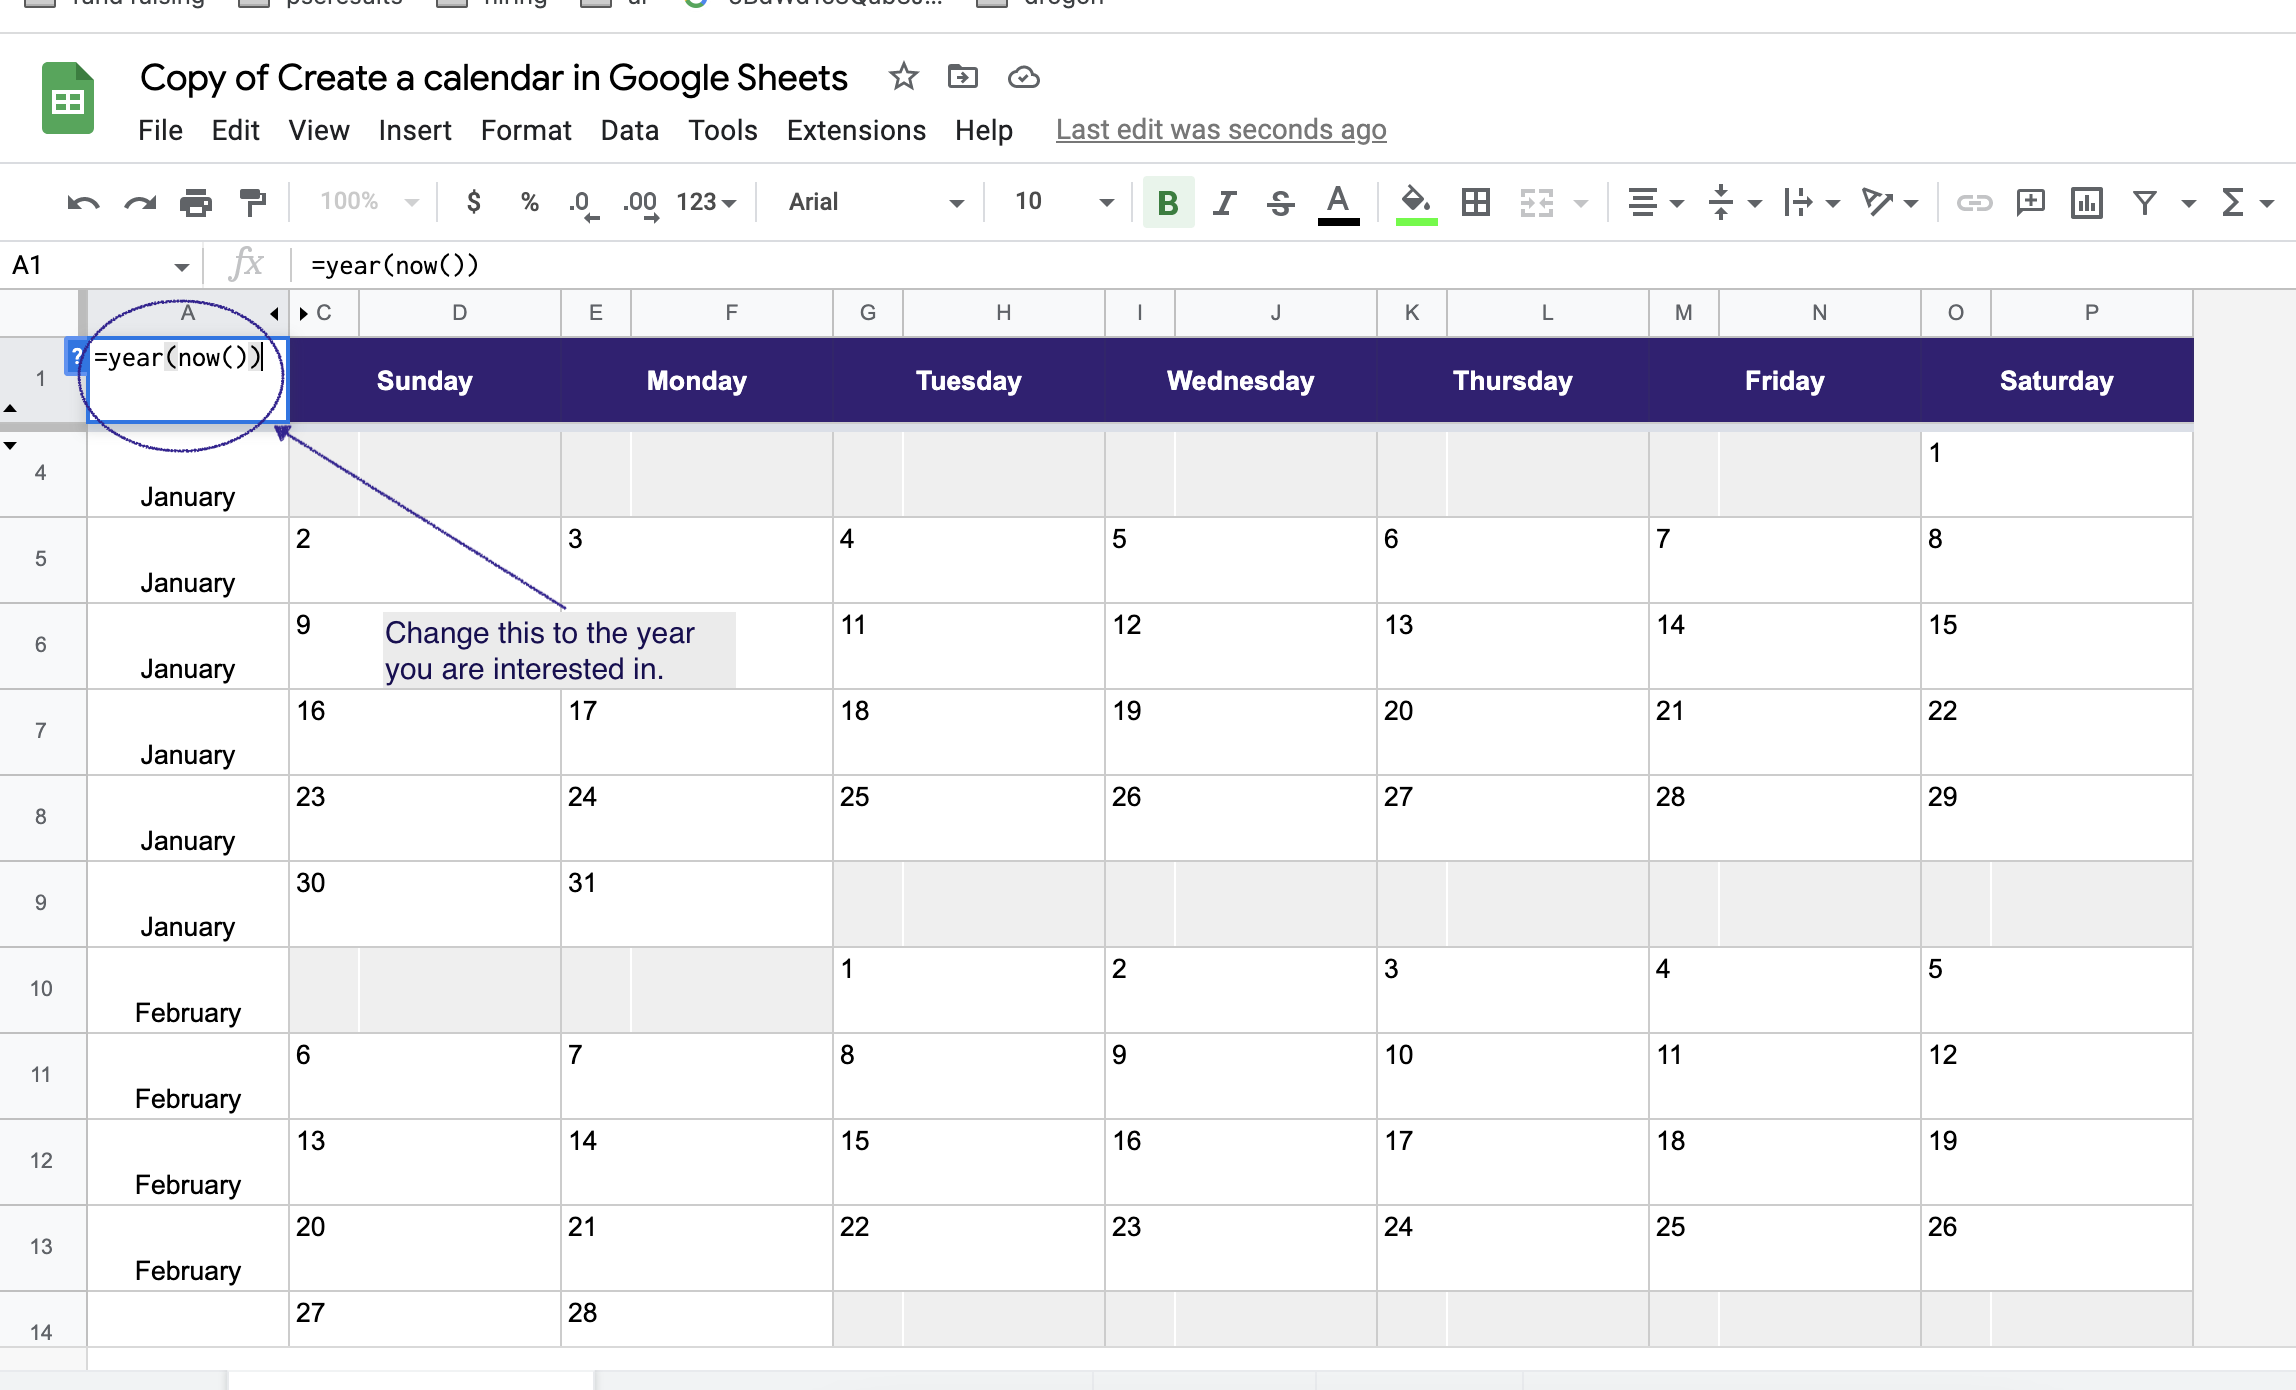 Copy of Create a calendar in Google Sheets
File Edit View Insert Format Data Tools Extensions Help Last edit was seconds ago
100% $ % .0 .00 123 Arial 10 B I S A
A1 fx =year(now())
A C D E F G H I J K L M N O P
? =year(now())
1 Sunday Monday Tuesday Wednesday Thursday Friday Saturday
1
4 January
2 3 4 5 6 7 8
5 January
9 11 12 13 14 15
Change this to the year
you are interested in.
6 January
16 17 18 19 20 21 22
7 January
23 24 25 26 27 28 29
8 January
30 31
9 January
1 2 3 4 5
10 February
6 7 8 9 10 11 12
11 February
13 14 15 16 17 18 19
12 February
20 21 22 23 24 25 26
13 February
27 28
14